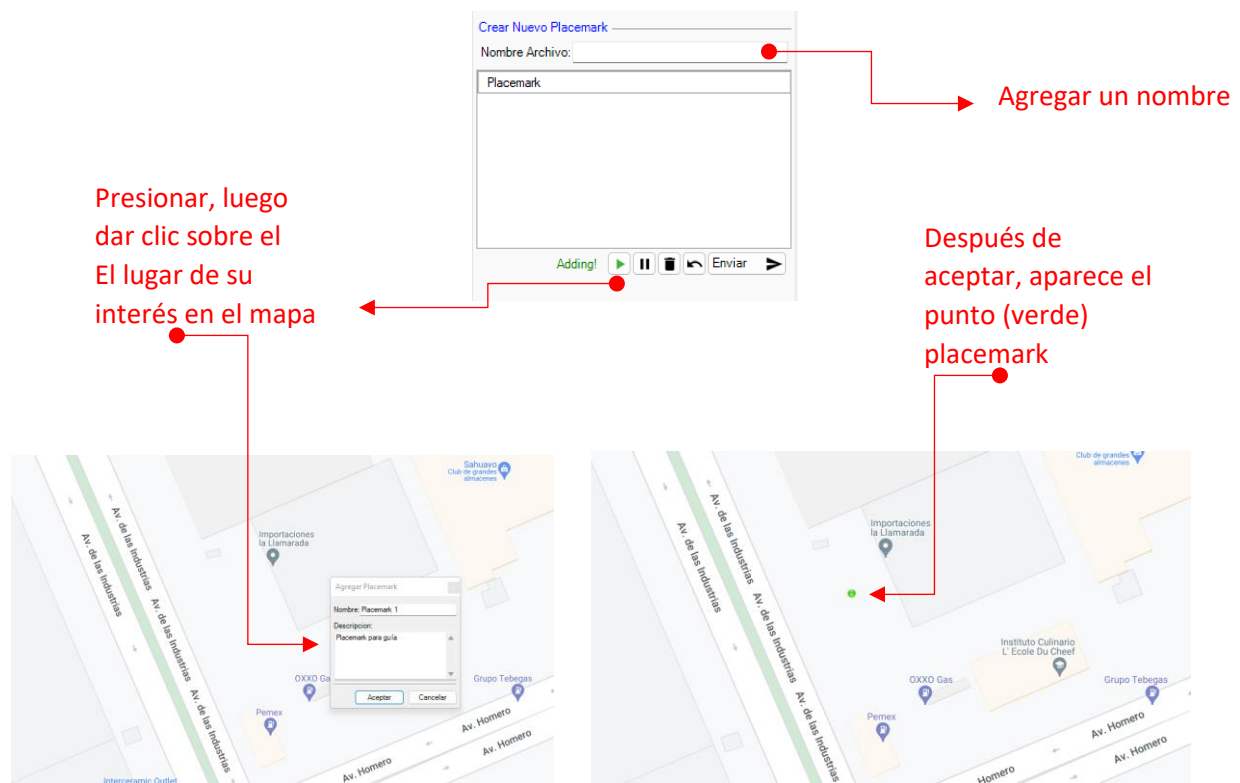 Crear Nuevo Placemark
Nombre Archivo:
Placemark
Agregar un nombre
Adding!
Enviar
Presionar, luego
dar clic sobre el
El lugar de su
interés en el mapa
Después de
aceptar, aparece el
punto (verde)
placemark
Sahuayo
Club de grandes
almacenes
Av. de las Industrias
Av. de las Industrias
Av. de las Industrias
Av. de las Industrias
Importaciones
la Llamarada
Agregar Placemark
Nombre: Placemark 1
Descripcion:
Placemark para guía
Aceptar
Cancelar
OXXO Ga
Grupo Tebegas
Pemex
Av. Homero
Av. Homero
Av. Homero
Interceramic Outlet
Club de grandes
almacenes
Av. de las Industrias
Av. de las Industrias
Av. de las Industrias
Av. de las Industrias
Importaciones
la Llamarada
Instituto Culinario
L' Ecole Du Cheef
OXXO Gas
Grupo Tebegas
Pemex
Av. Homero
Av. Homero
Homero